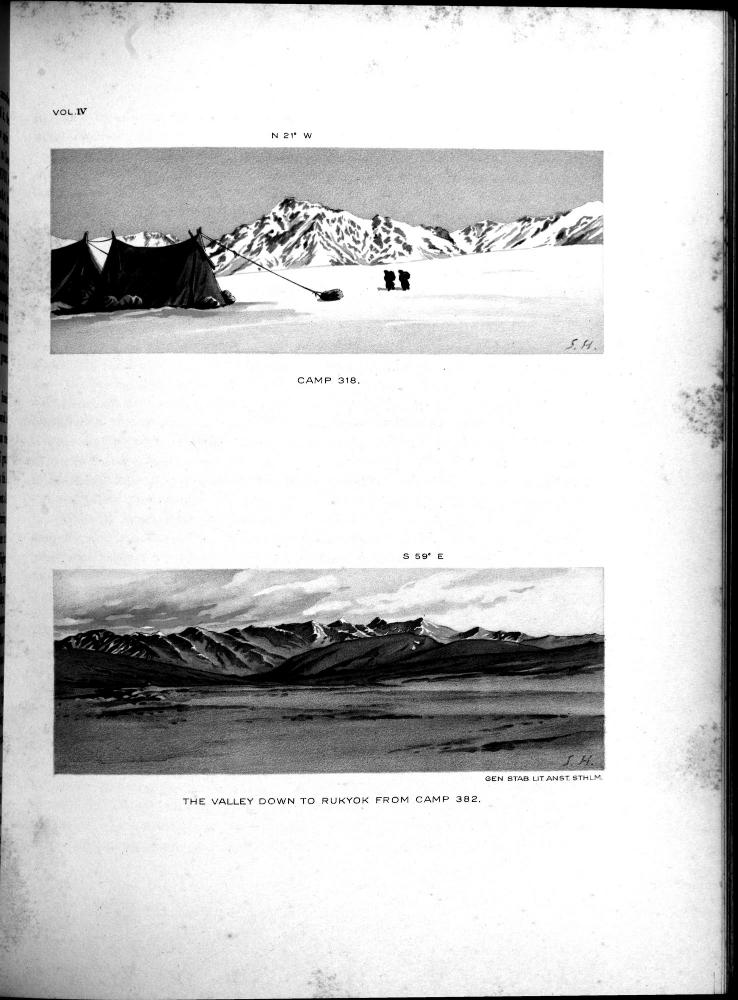 VOL.IV
N 21° W
S. H.
CAMP 318.
S 59° E
S. H.
GEN STAB LIT ANST. STHLM.
THE VALLEY DOWN TO RUKYOK FROM CAMP 382.